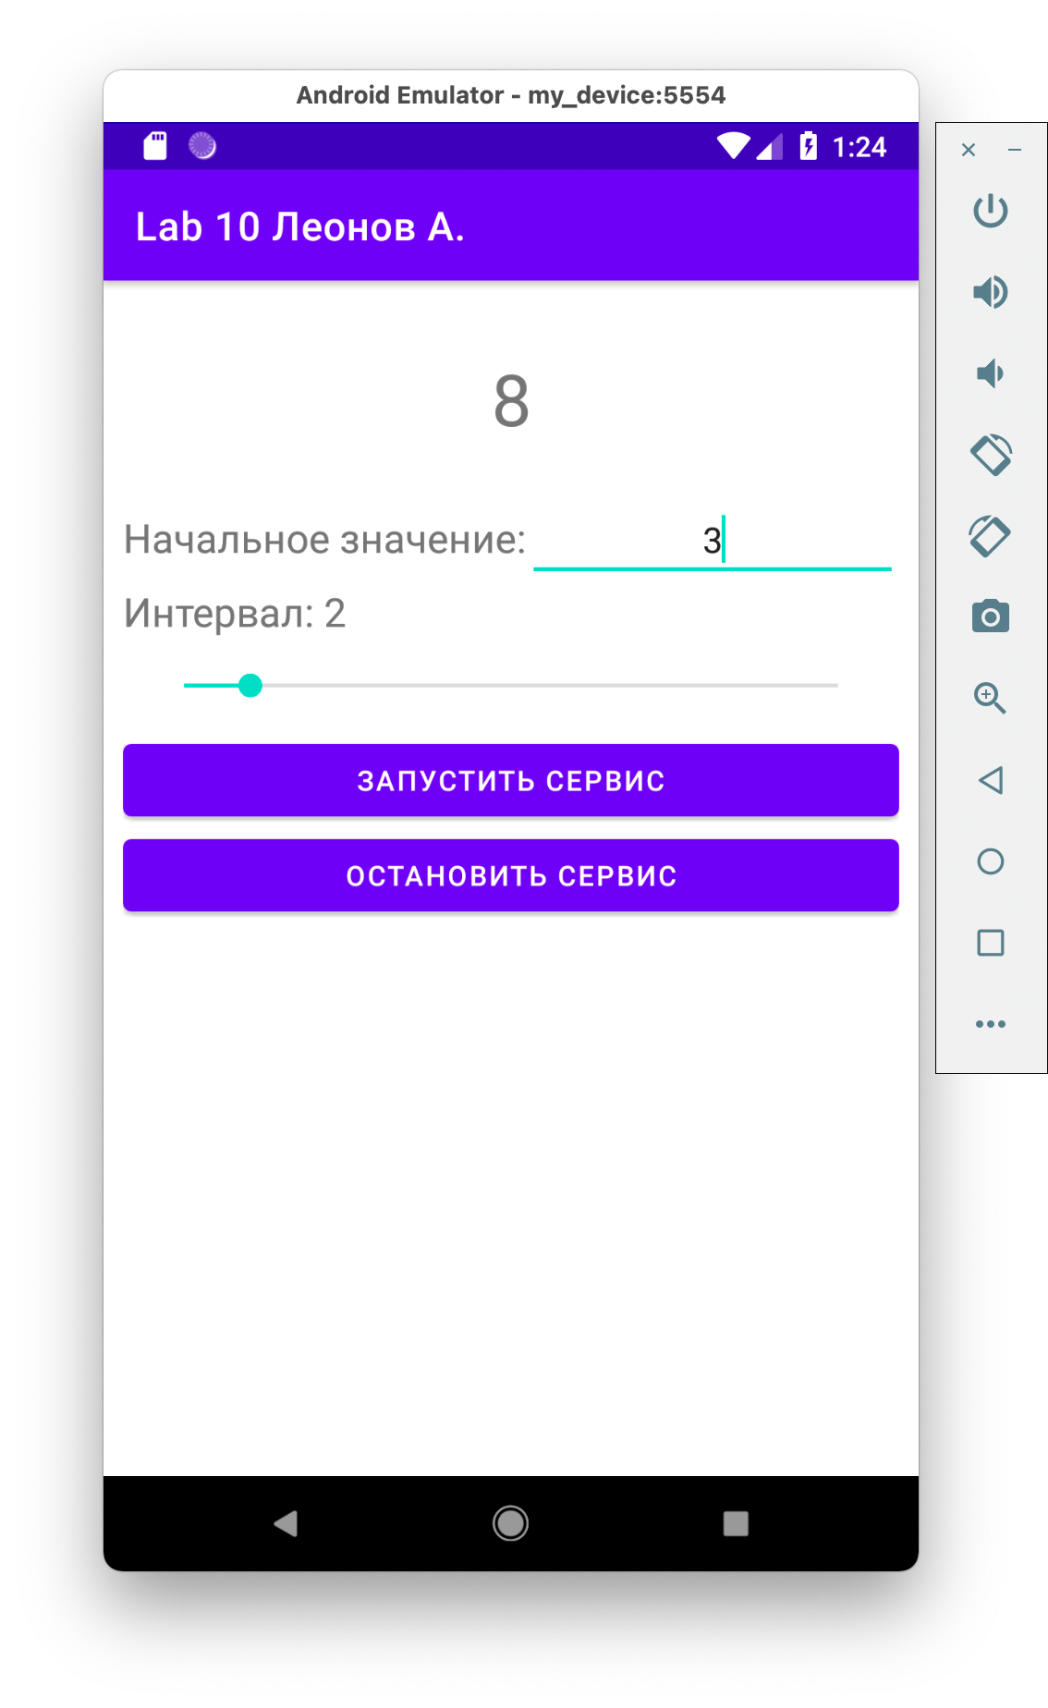 Android Emulator - my_device:5554
1:24
Lab 10 Леонов А.
8
Начальное значение: 3
Интервал: 2
ЗАПУСТИТЬ СЕРВИС
ОСТАНОВИТЬ СЕРВИС